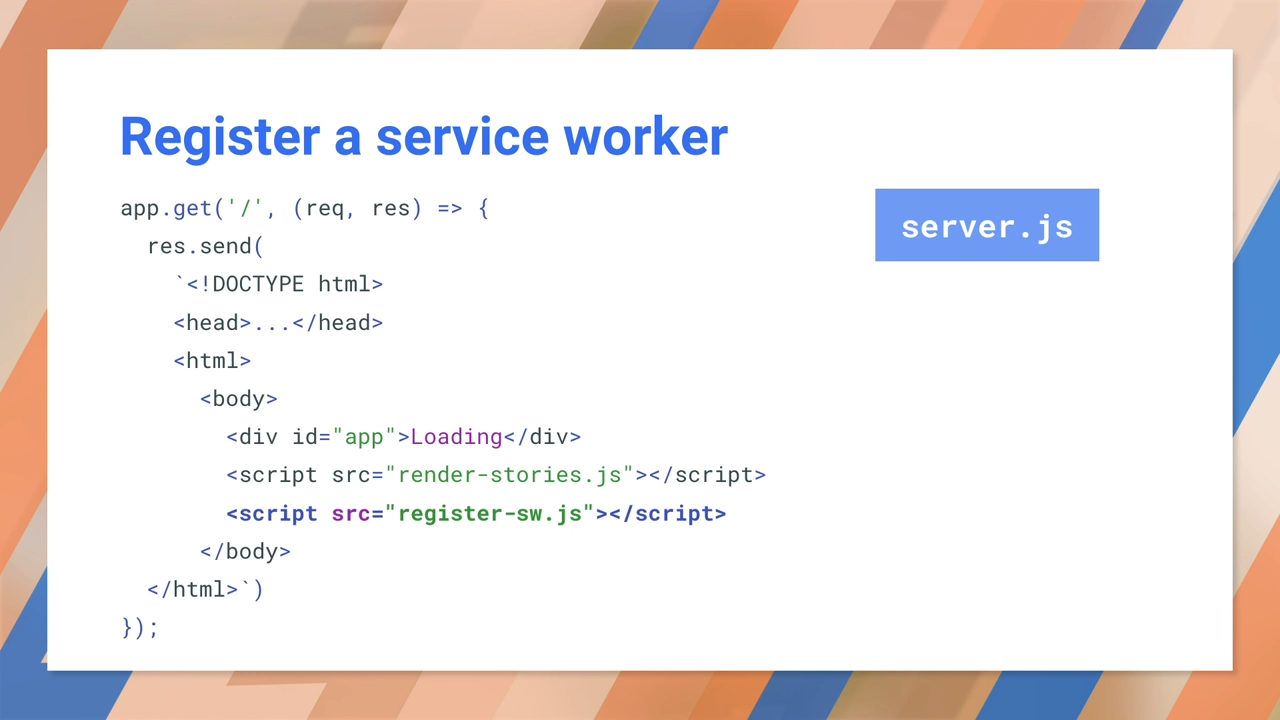 Register a service worker
server.js
app.get('/', (req, res) => {
  res.send(
    `<!DOCTYPE html>
    <head>...</head>
    <html>
      <body>
        <div id="app">Loading</div>
        <script src="render-stories.js"></script>
        <script src="register-sw.js"></script>
      </body>
  </html>`)
});